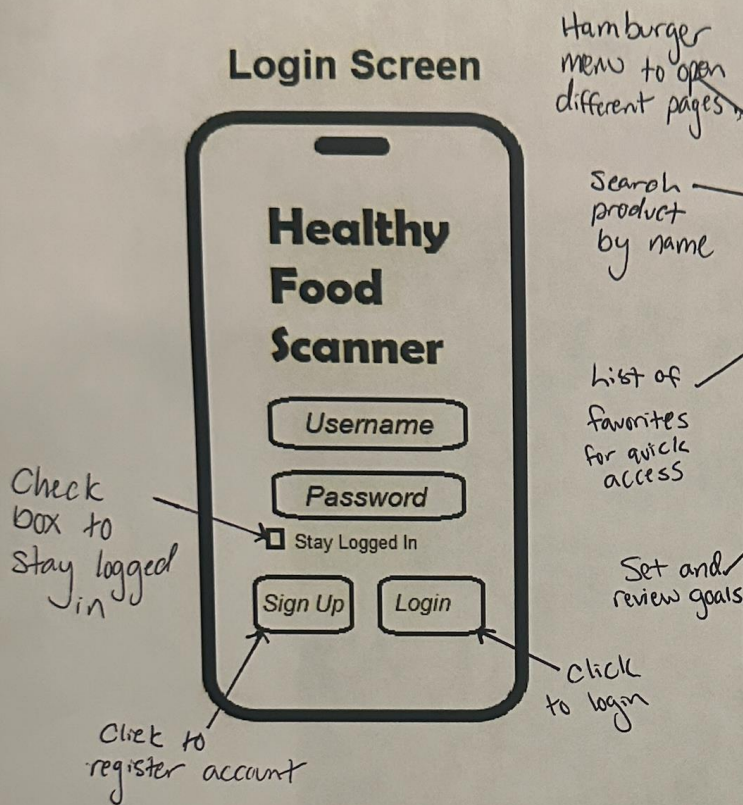 Login Screen
Healthy
Food
Scanner
Username
Password
Stay Logged In
Sign Up
Login
Check
box to
stay logged
in
Click to
register account
click
to login
Hamburger
menu to open
different pages
Search
product
by name
List of
favorites
for quick
access
Set and
review goals